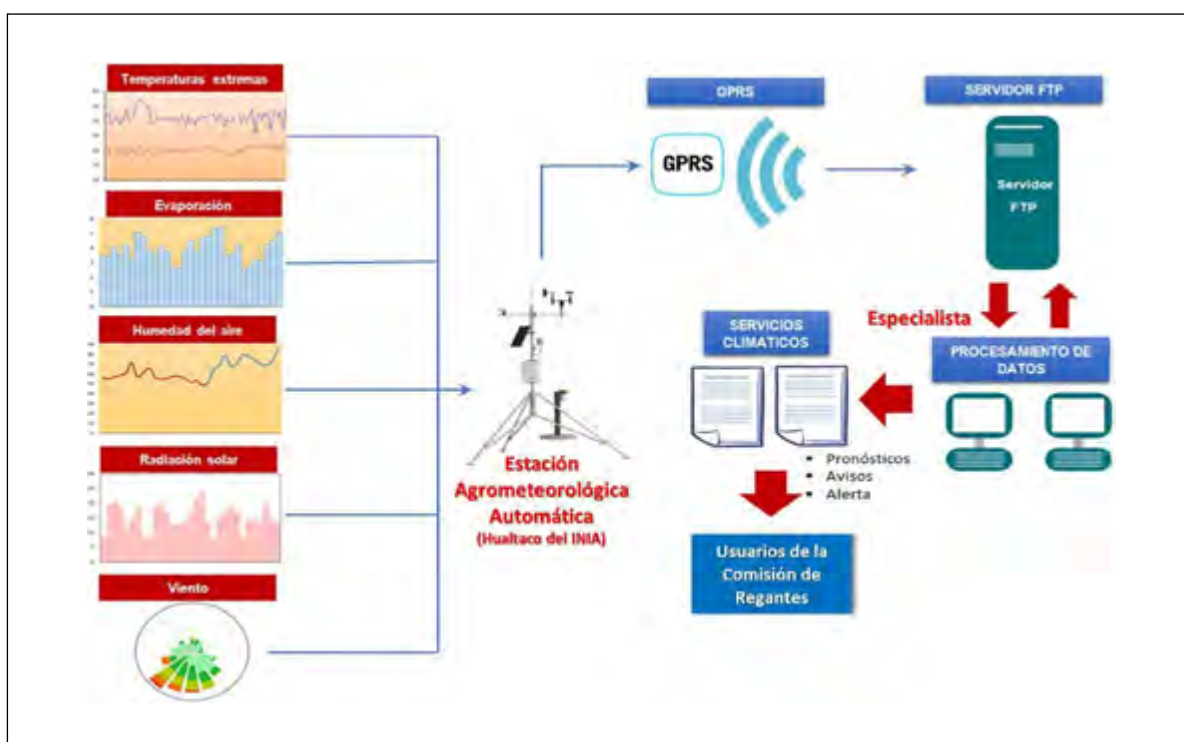 Temperaturas extremas
Evaporación
Humedad del aire
Radiación solar
Viento
Estación
Agrometeorológica
Automática
(Hualtaco del INIA)
GPRS
GPRS
SERVIDOR FTP
Servidor
FTP
Especialista
PROCESAMIENTO DE
DATOS
SERVICIOS
CLIMÁTICOS
▪ Pronósticos
▪ Avisos
▪ Alerta
Usuarios de la
Comisión de
Regantes